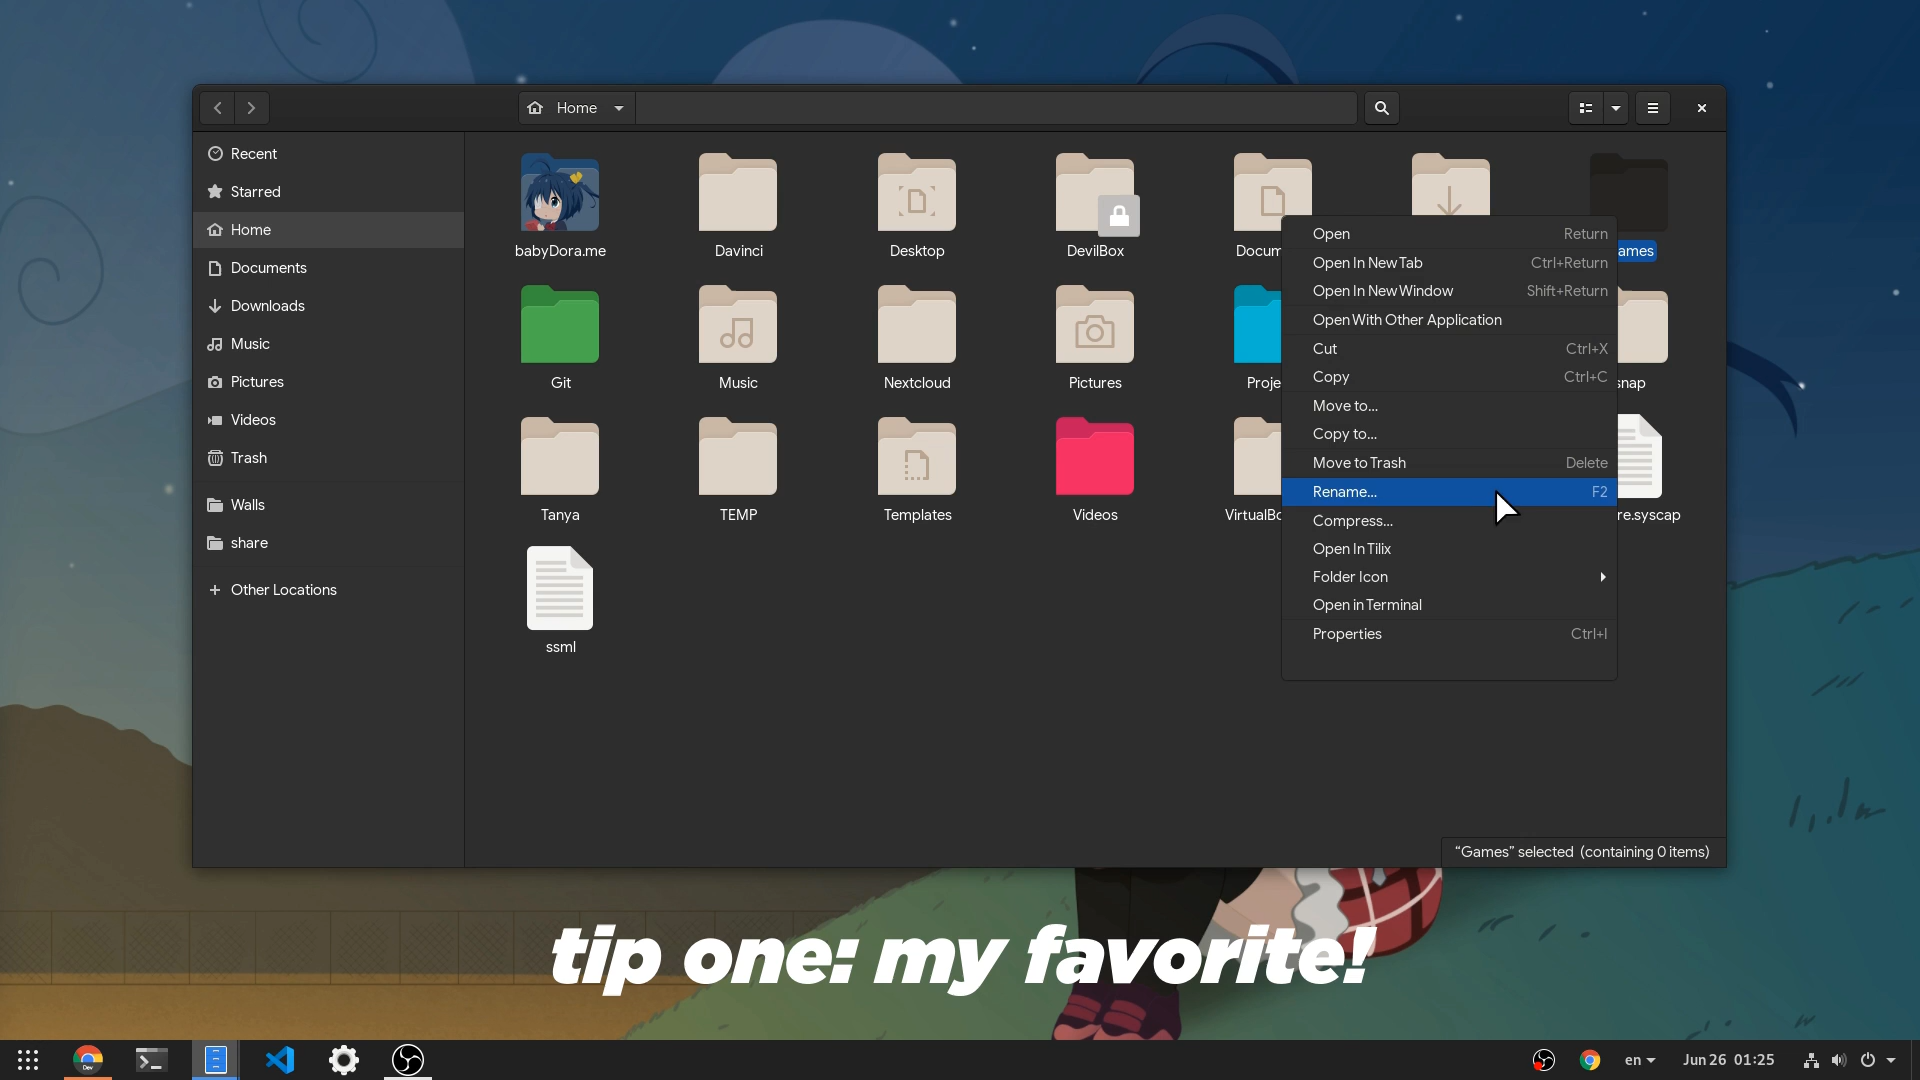 Home
Recent
Starred
Home
Documents
Downloads
Music
Pictures
Videos
Trash
Walls
share
Other Locations
babyDora.me
Davinci
Desktop
DevilBox
Docum
ames
Git
Music
Nextcloud
Pictures
Proje
snap
Tanya
TEMP
Templates
Videos
VirtualBo
re.syscap
ssml
Open Return
Open In New Tab Ctrl+Return
Open In New Window Shift+Return
Open With Other Application
Cut Ctrl+X
Copy Ctrl+C
Move to...
Copy to...
Move to Trash Delete
Rename... F2
Compress...
Open In Tilix
Folder Icon
Open in Terminal
Properties Ctrl+I
“Games” selected (containing 0 items)
tip one: my favorite!
Dev
en
Jun 26 01:25